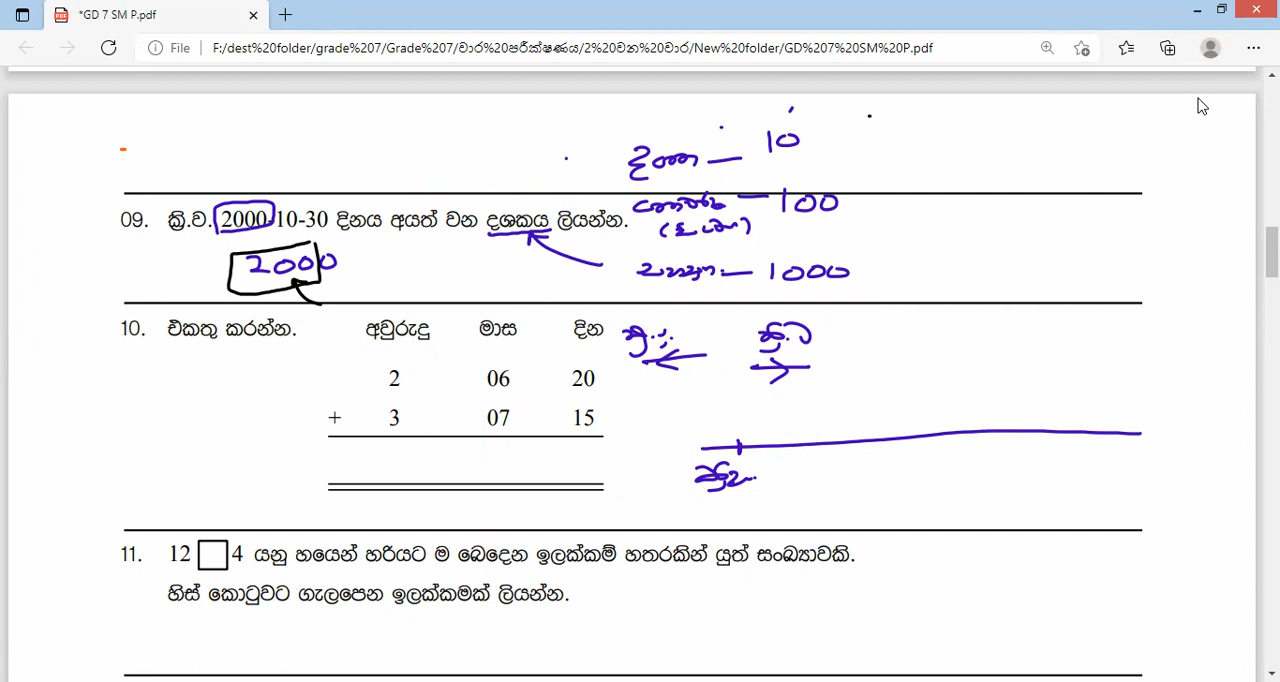 *GD 7 SM P.pdf
File F:/dest%20folder/grade%207/Grade%207/වාර%20පරීක්ෂණය/2%20වන%20වාර/New%20folder/GD%207%20SM%20P.pdf
10
100
1000
09. ක්‍රි.ව. 2000-10-30 දිනය අයත් වන දශකය ලියන්න.
2000
10. එකතු කරන්න. අවුරුදු මාස දින
ක්‍රි.ව
2 06 20
+ 3 07 15
11. 12 4 යනු හයෙන් හරියට ම බෙදෙන ඉලක්කම් හතරකින් යුත් සංඛ්‍යාවකි.
හිස් කොටුවට ගැලපෙන ඉලක්කමක් ලියන්න.